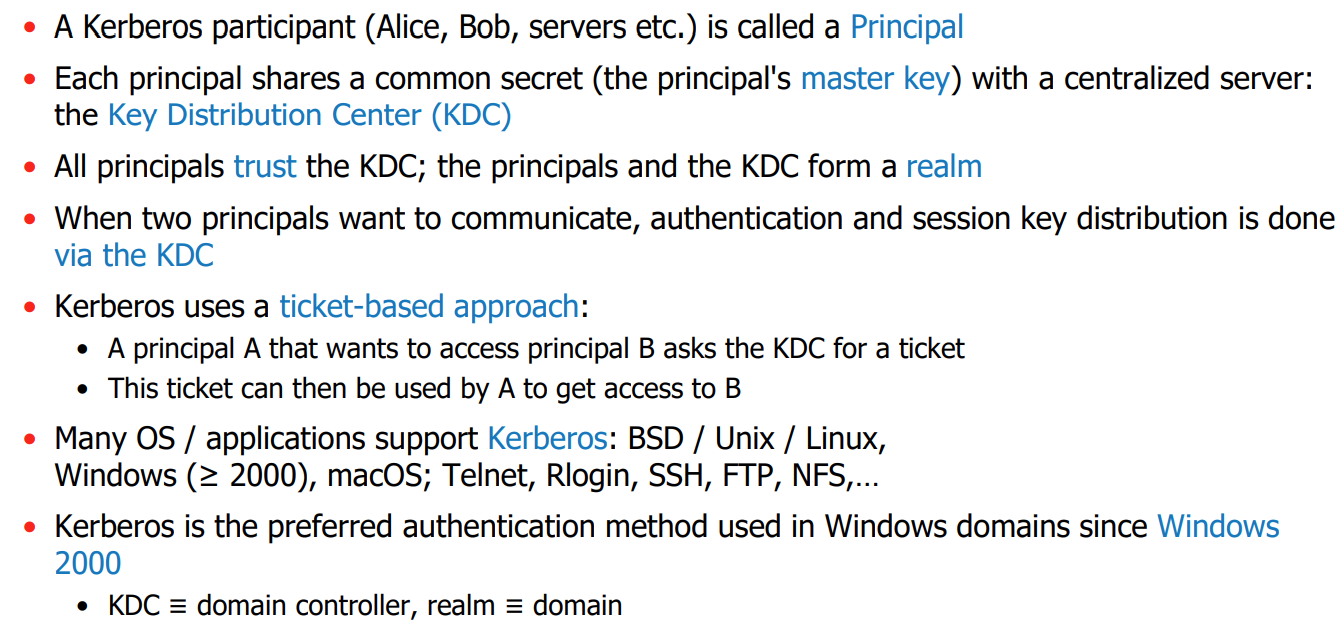 • A Kerberos participant (Alice, Bob, servers etc.) is called a Principal
• Each principal shares a common secret (the principal's master key) with a centralized server:
the Key Distribution Center (KDC)
• All principals trust the KDC; the principals and the KDC form a realm
• When two principals want to communicate, authentication and session key distribution is done
via the KDC
• Kerberos uses a ticket-based approach:
• A principal A that wants to access principal B asks the KDC for a ticket
• This ticket can then be used by A to get access to B
• Many OS / applications support Kerberos: BSD / Unix / Linux,
Windows (≥ 2000), macOS; Telnet, Rlogin, SSH, FTP, NFS,…
• Kerberos is the preferred authentication method used in Windows domains since Windows
2000
• KDC ≡ domain controller, realm ≡ domain